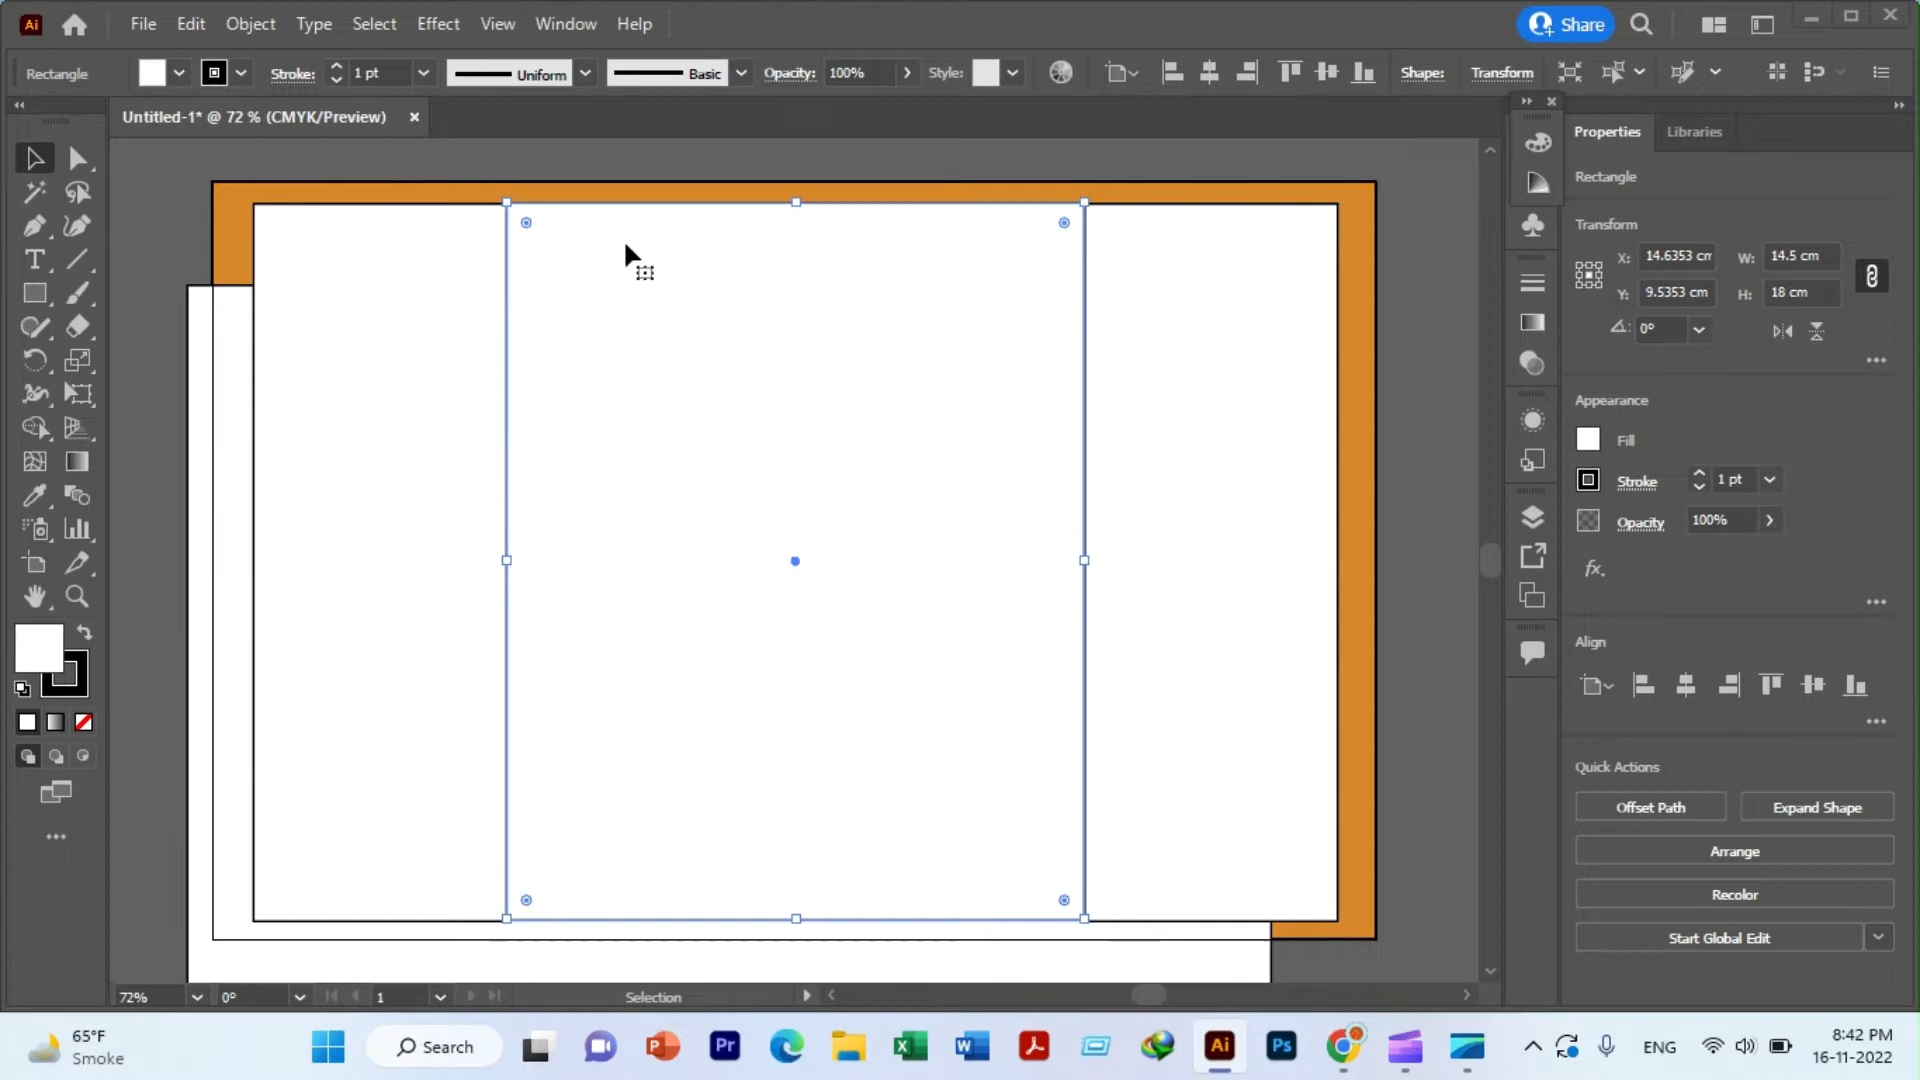 Ai File Edit Object Type Select Effect View Window Help Share
Rectangle Stroke: 1 pt Uniform Basic Opacity: 100% Style: Shape: Transform
Untitled-1* @ 72 % (CMYK/Preview)
Properties Libraries
Rectangle
Transform
X: 14.6353 cm W: 14.5 cm
Y: 9.5353 cm H: 18 cm
0°
Appearance
Fill
Stroke 1 pt
Opacity 100%
fx.
Align
Quick Actions
Offset Path Expand Shape
Arrange
Recolor
Start Global Edit
72% 0° 1 Selection
65°F
Smoke
Search
P Pr X W Ai Ps
ENG
8:42 PM
16-11-2022